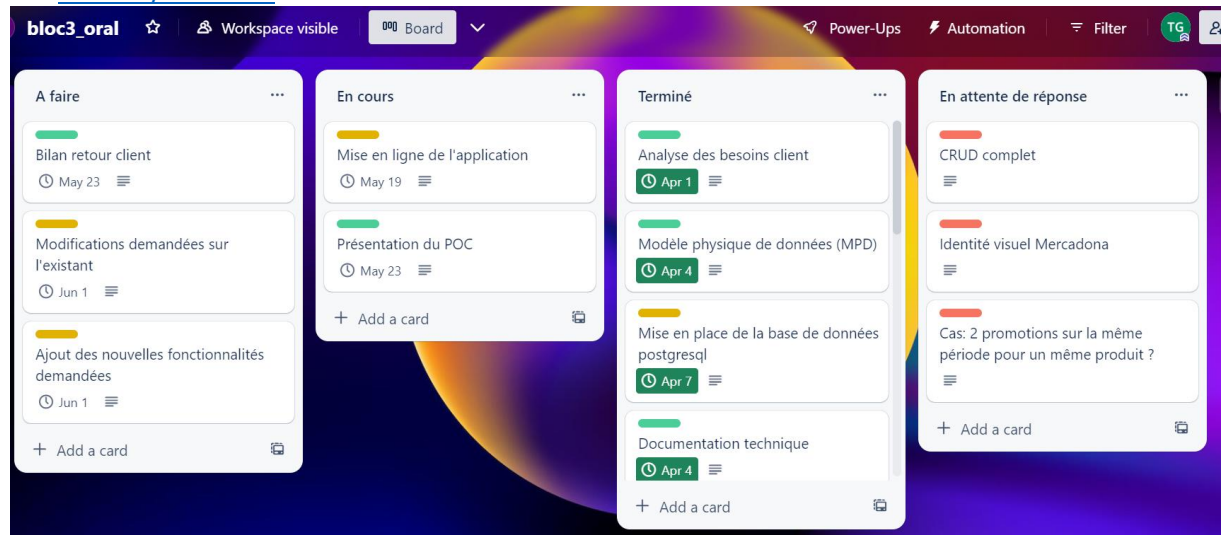 bloc3_oral Workspace visible Board Power-Ups Automation Filter TG
A faire
Bilan retour client
May 23
Modifications demandées sur
l'existant
Jun 1
Ajout des nouvelles fonctionnalités
demandées
Jun 1
+ Add a card
En cours
Mise en ligne de l'application
May 19
Présentation du POC
May 23
+ Add a card
Terminé
Analyse des besoins client
Apr 1
Modèle physique de données (MPD)
Apr 4
Mise en place de la base de données
postgresql
Apr 7
Documentation technique
Apr 4
+ Add a card
En attente de réponse
CRUD complet
Identité visuel Mercadona
Cas: 2 promotions sur la même
période pour un même produit ?
+ Add a card